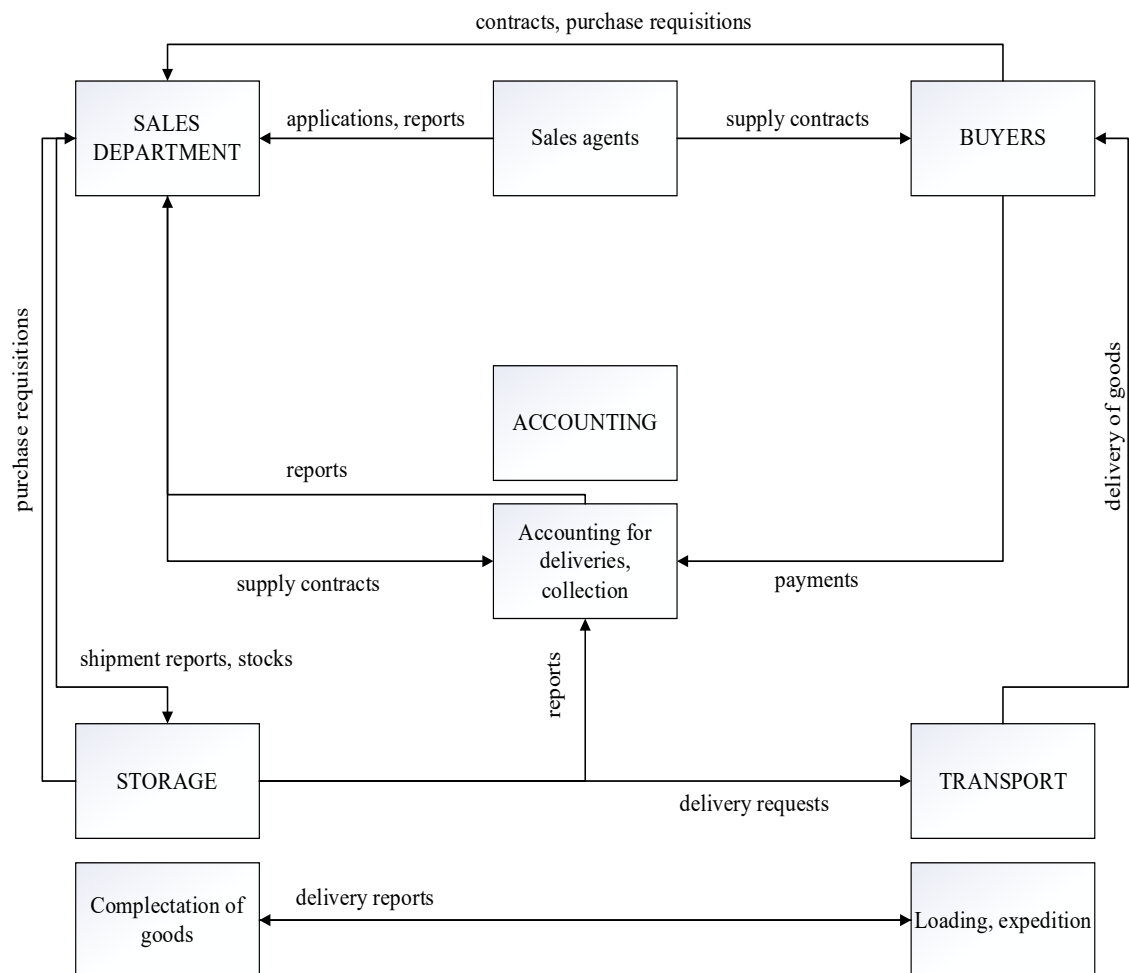 contracts, purchase requisitions
SALES
DEPARTMENT
applications, reports
Sales agents
supply contracts
BUYERS
purchase requisitions
delivery of goods
ACCOUNTING
reports
Accounting for
deliveries,
collection
supply contracts
payments
shipment reports, stocks
reports
STORAGE
delivery requests
TRANSPORT
Complectation of
goods
delivery reports
Loading, expedition